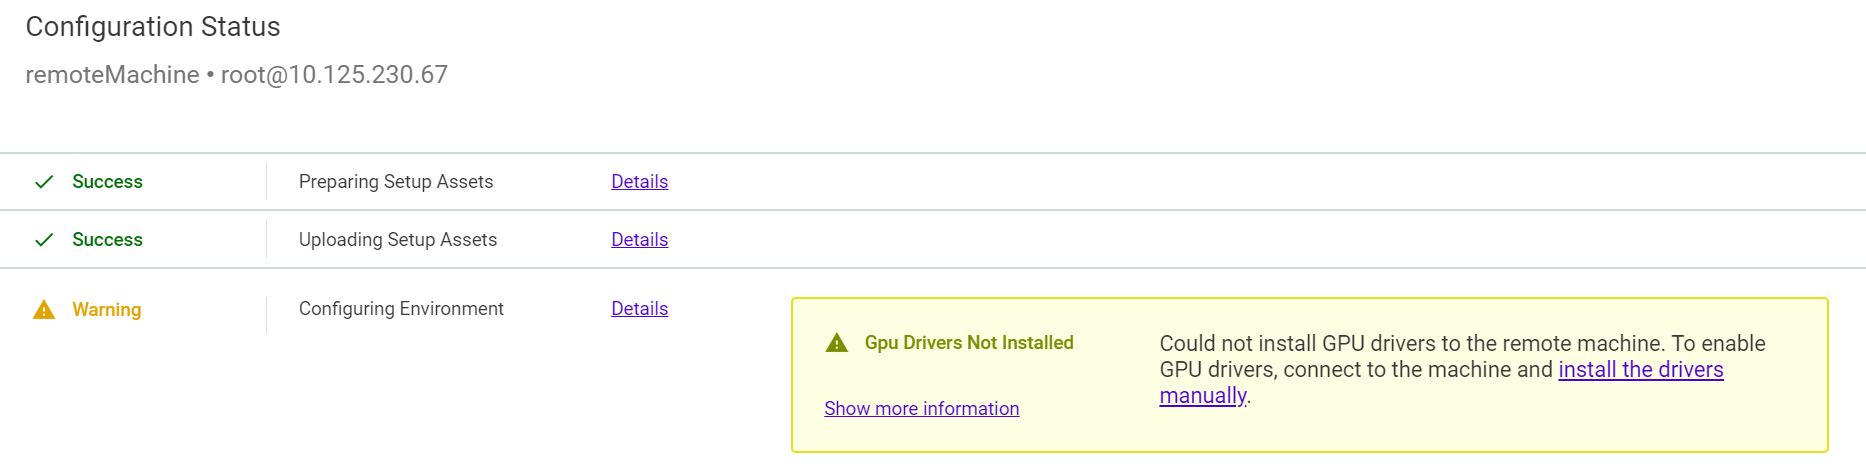 Configuration Status
remoteMachine • root@10.125.230.67
Success Preparing Setup Assets Details
Success Uploading Setup Assets Details
Warning Configuring Environment Details
Gpu Drivers Not Installed
Show more information
Could not install GPU drivers to the remote machine. To enable
GPU drivers, connect to the machine and install the drivers
manually.